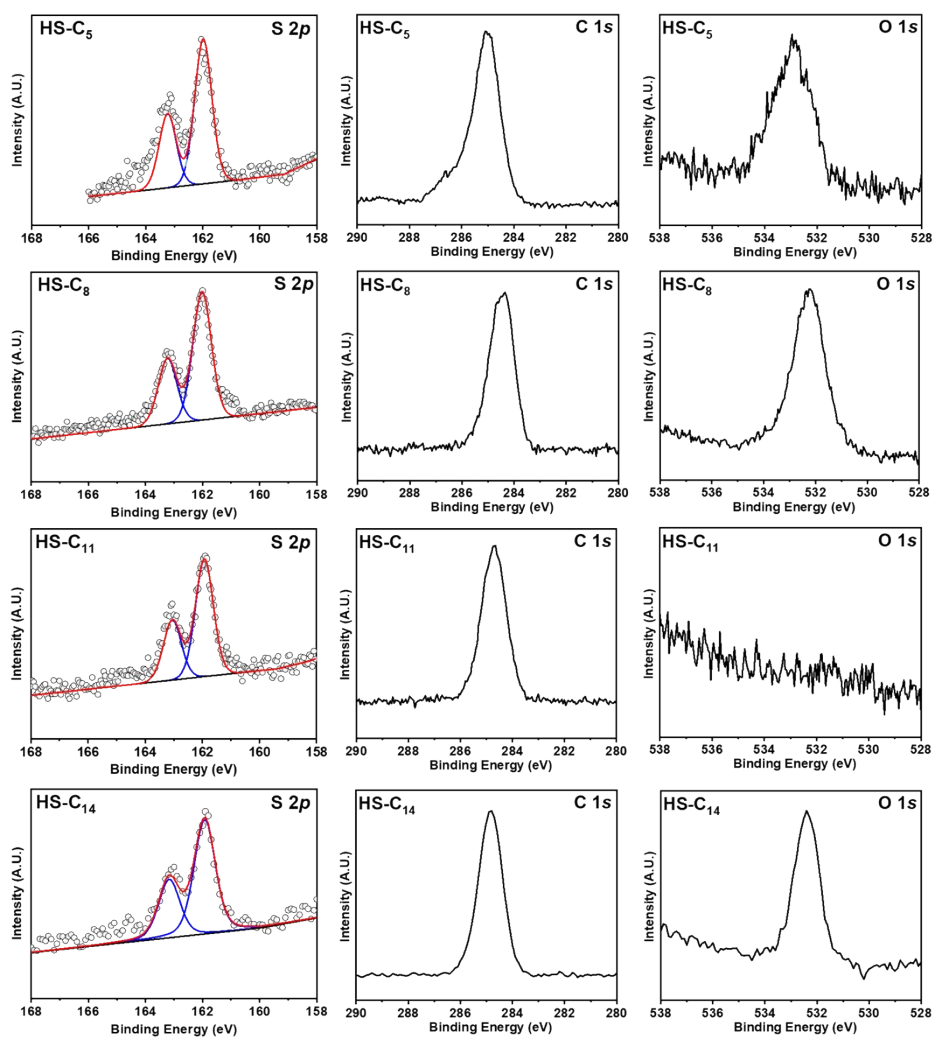 HS-C5 S 2p
Intensity (A.U.)
168 166 164 162 160 158
Binding Energy (eV)
HS-C5 C 1s
Intensity (A.U.)
290 288 286 284 282 280
Binding Energy (eV)
HS-C5 O 1s
Intensity (A.U.)
538 536 534 532 530 528
Binding Energy (eV)
HS-C8 S 2p
Intensity (A.U.)
168 166 164 162 160 158
Binding Energy (eV)
HS-C8 C 1s
Intensity (A.U.)
290 288 286 284 282 280
Binding Energy (eV)
HS-C8 O 1s
Intensity (A.U.)
538 536 534 532 530 528
Binding Energy (eV)
HS-C11 S 2p
Intensity (A.U.)
168 166 164 162 160 158
Binding Energy (eV)
HS-C11 C 1s
Intensity (A.U.)
290 288 286 284 282 280
Binding Energy (eV)
HS-C11 O 1s
Intensity (A.U.)
538 536 534 532 530 528
Binding Energy (eV)
HS-C14 S 2p
Intensity (A.U.)
168 166 164 162 160 158
Binding Energy (eV)
HS-C14 C 1s
Intensity (A.U.)
290 288 286 284 282 280
Binding Energy (eV)
HS-C14 O 1s
Intensity (A.U.)
538 536 534 532 530 528
Binding Energy (eV)